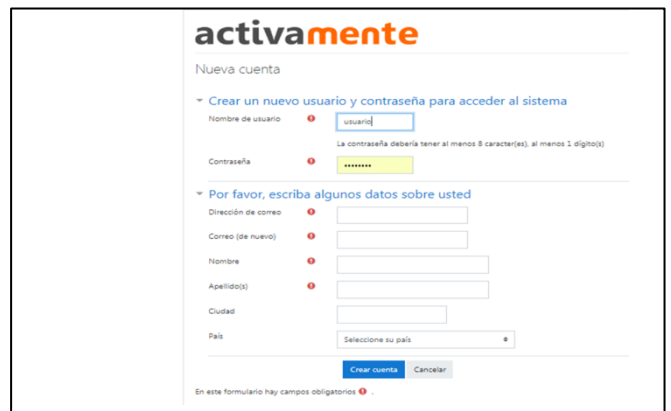 activamente
Nueva cuenta
Crear un nuevo usuario y contraseña para acceder al sistema
Nombre de usuario usuario
La contraseña debería tener al menos 8 caracter(es), al menos 1 dígito(s)
Contraseña ••••••••
Por favor, escriba algunos datos sobre usted
Dirección de correo
Correo (de nuevo)
Nombre
Apellido(s)
Ciudad
País Seleccione su país
Crear cuenta Cancelar
En este formulario hay campos obligatorios .